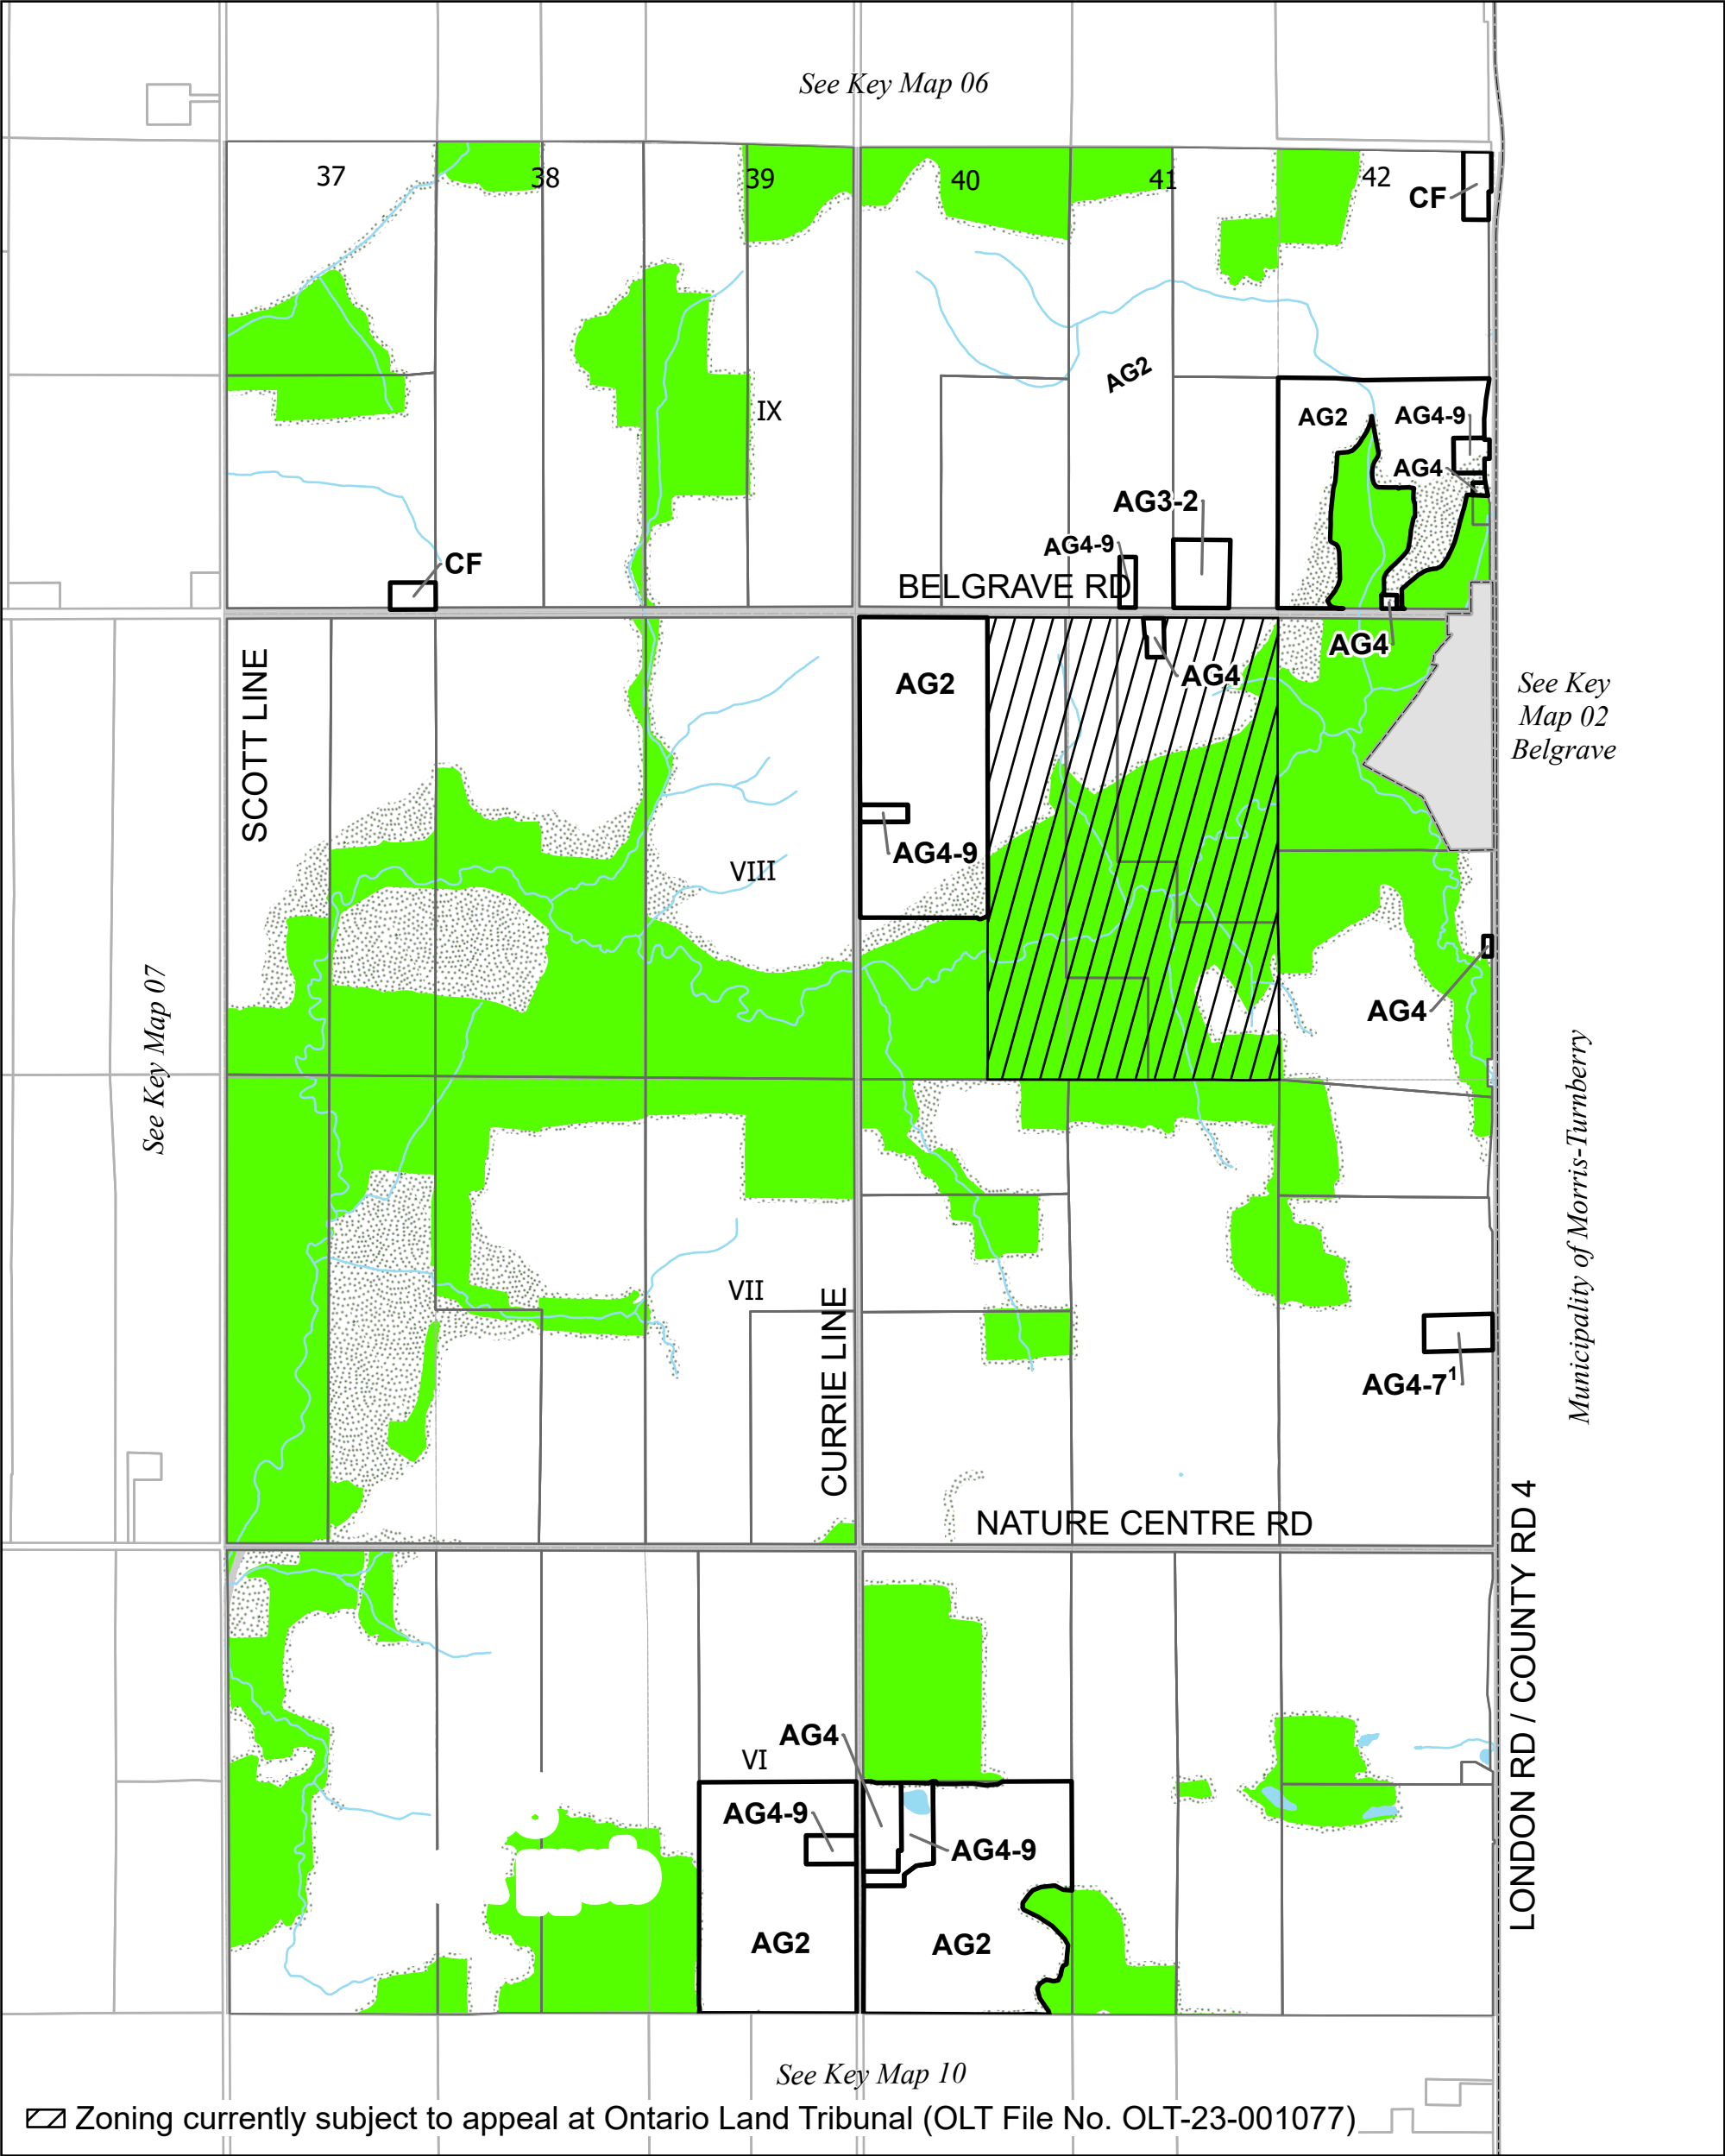 See Key Map 06
37
38
39
40
41
42
CF
IX
AG2
AG2
AG4-9
AG4
AG3-2
AG4-9
CF
BELGRAVE RD
AG4
SCOTT LINE
AG2
AG4
See Key
Map 02
Belgrave
AG4-9
VIII
AG4
See Key Map 07
Municipality of Morris-Turnberry
VII
CURRIE LINE
AG4-7¹
NATURE CENTRE RD
LONDON RD / COUNTY RD 4
AG4
VI
AG4-9
AG4-9
AG2
AG2
See Key Map 10
Zoning currently subject to appeal at Ontario Land Tribunal (OLT File No. OLT-23-001077)